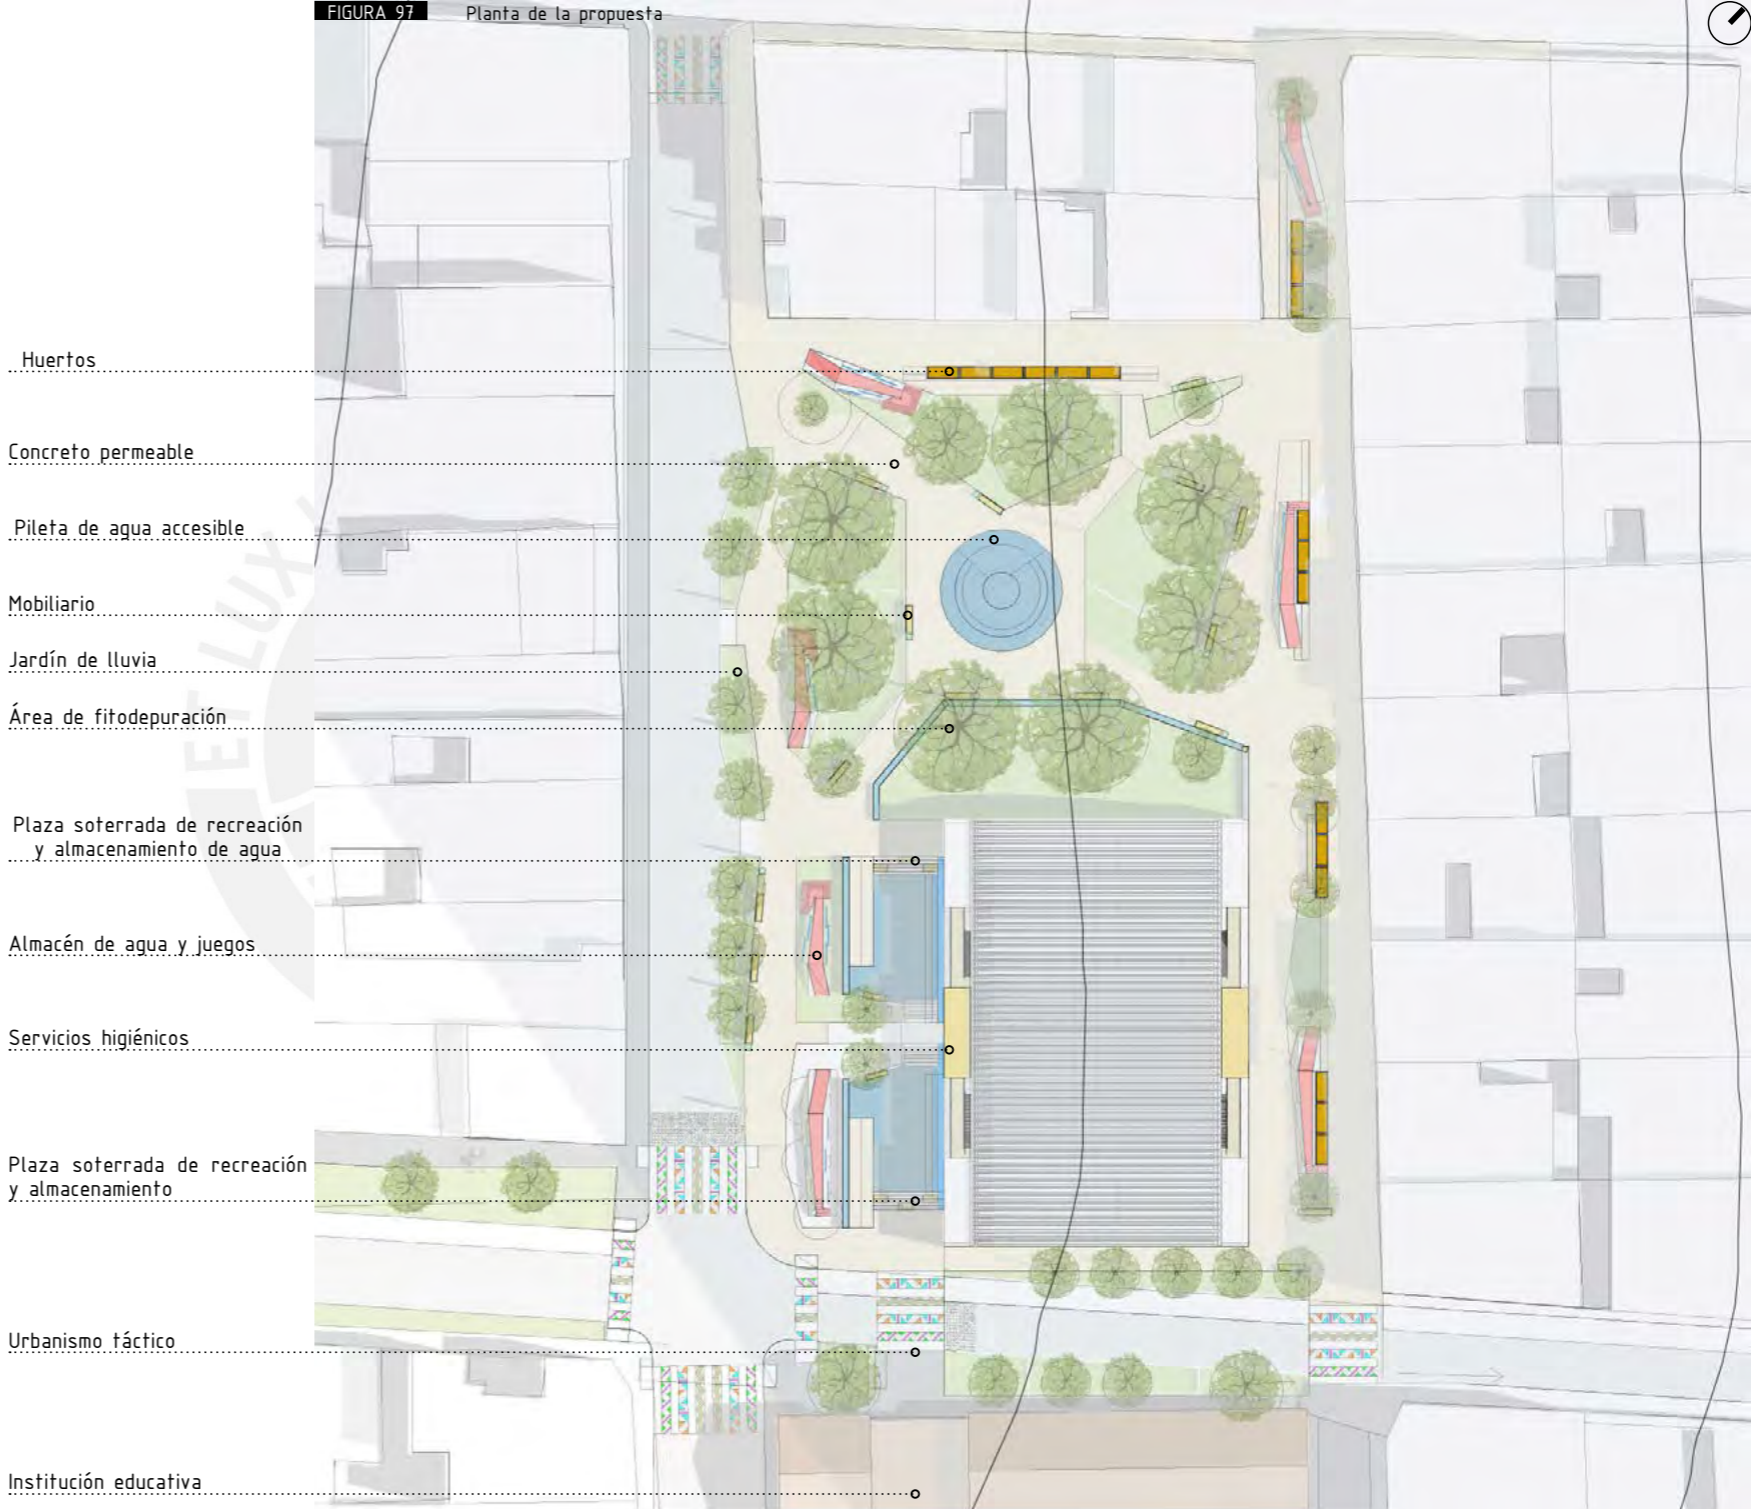 FIGURA 97 Planta de la propuesta
Huertos
Concreto permeable
Pileta de agua accesible
Mobiliario
Jardín de lluvia
Área de fitodepuración
Plaza soterrada de recreación
y almacenamiento de agua
Almacén de agua y juegos
Servicios higiénicos
Plaza soterrada de recreación
y almacenamiento
Urbanismo táctico
Institución educativa
ET LUX